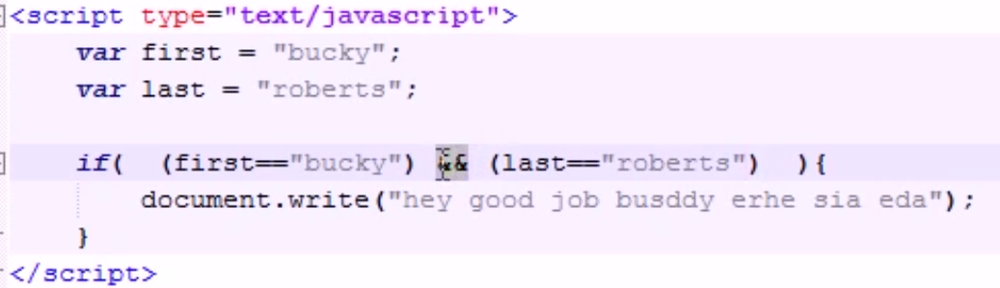 <script type="text/javascript">
var first = "bucky";
var last = "roberts";
if( (first=="bucky") && (last=="roberts") ){
document.write("hey good job busddy erhe sia eda");
}
</script>